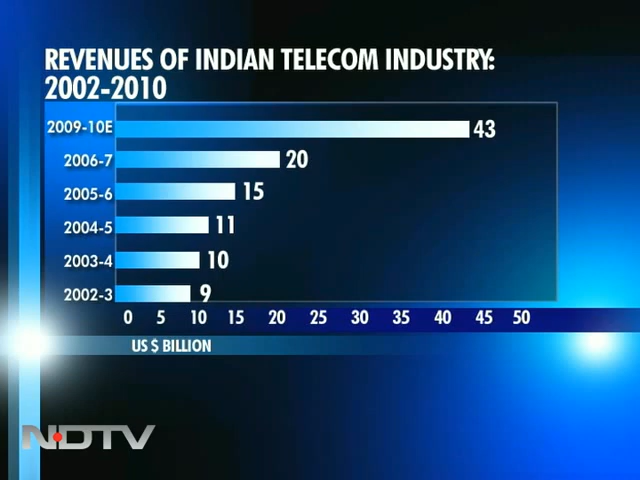 REVENUES OF INDIAN TELECOM INDUSTRY:
2002-2010
2009-10E 43
2006-7 20
2005-6 15
2004-5 11
2003-4 10
2002-3 9
0 5 10 15 20 25 30 35 40 45 50
US $ BILLION
NDTV